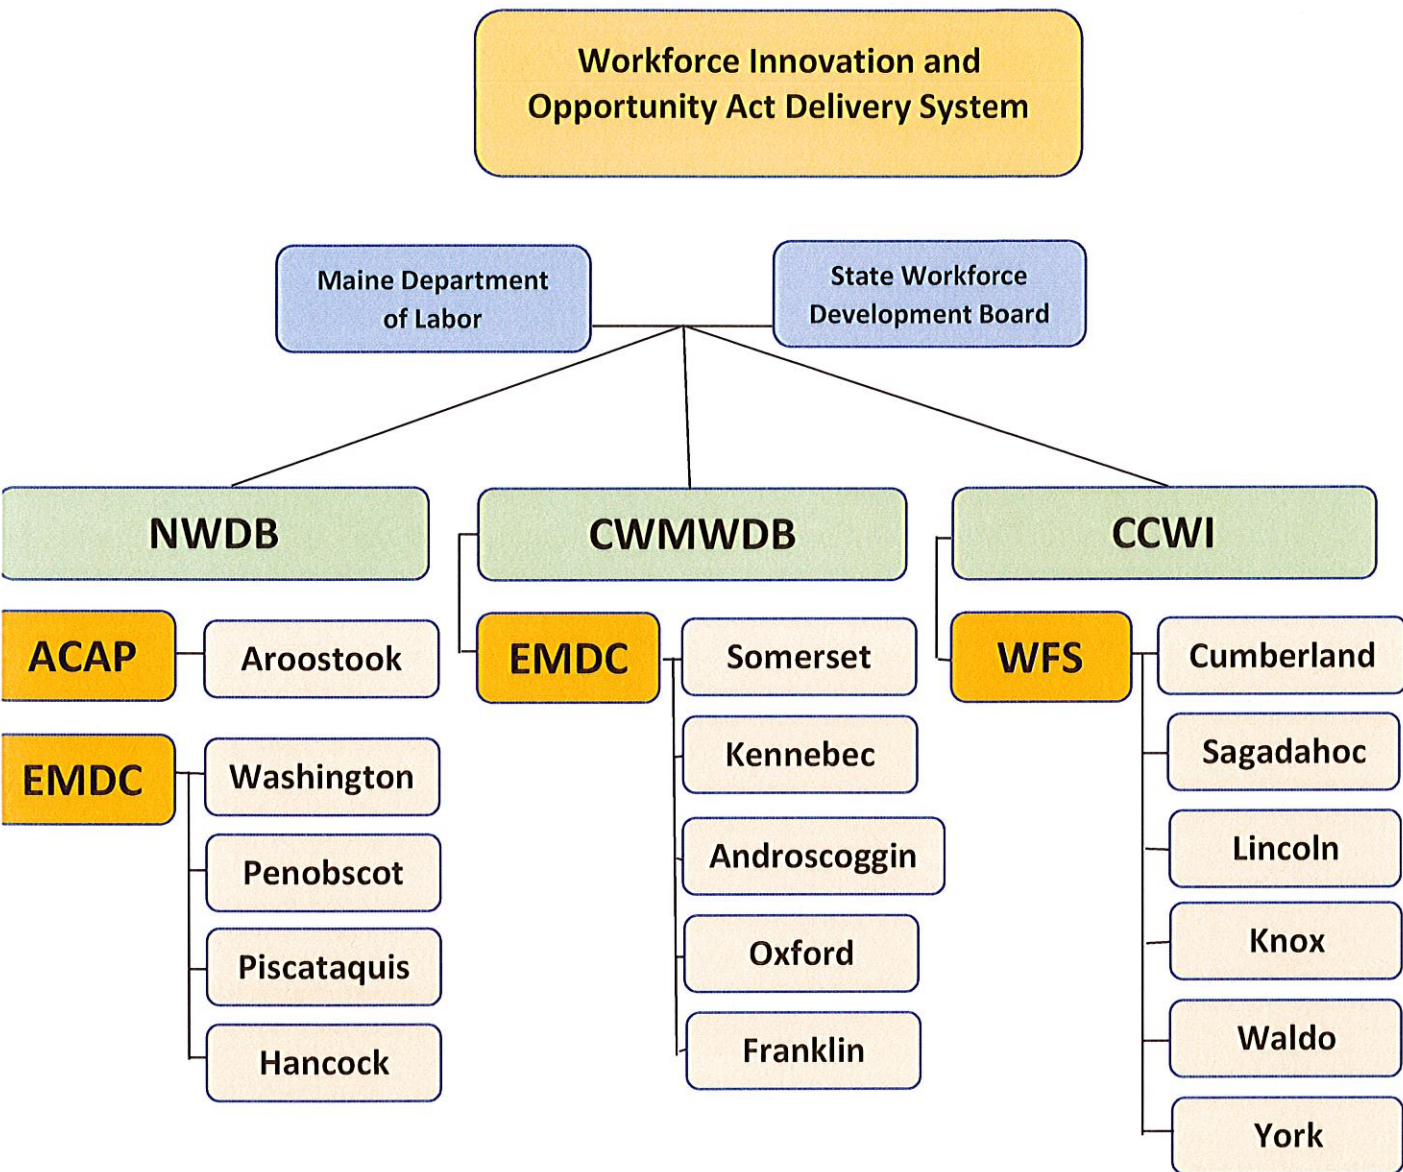 Workforce Innovation and
Opportunity Act Delivery System
Maine Department
of Labor
State Workforce
Development Board
NWDB
CWMWDB
CCWI
ACAP
Aroostook
EMDC
Washington
Penobscot
Piscataquis
Hancock
EMDC
Somerset
Kennebec
Androscoggin
Oxford
Franklin
WFS
Cumberland
Sagadahoc
Lincoln
Knox
Waldo
York